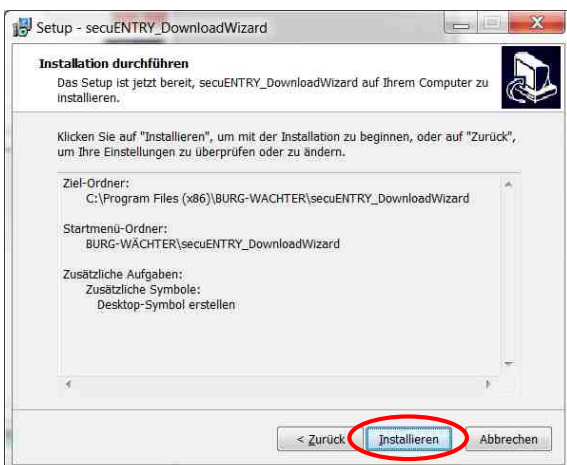 Setup - secuENTRY_DownloadWizard
Installation durchführen
Das Setup ist jetzt bereit, secuENTRY_DownloadWizard auf Ihrem Computer zu
installieren.
Klicken Sie auf "Installieren", um mit der Installation zu beginnen, oder auf "Zurück",
um Ihre Einstellungen zu überprüfen oder zu ändern.
Ziel-Ordner:
C:\Program Files (x86)\BURG-WACHTER\secuENTRY_DownloadWizard
Startmenü-Ordner:
BURG-WÄCHTER\secuENTRY_DownloadWizard
Zusätzliche Aufgaben:
Zusätzliche Symbole:
Desktop-Symbol erstellen
< Zurück Installieren Abbrechen